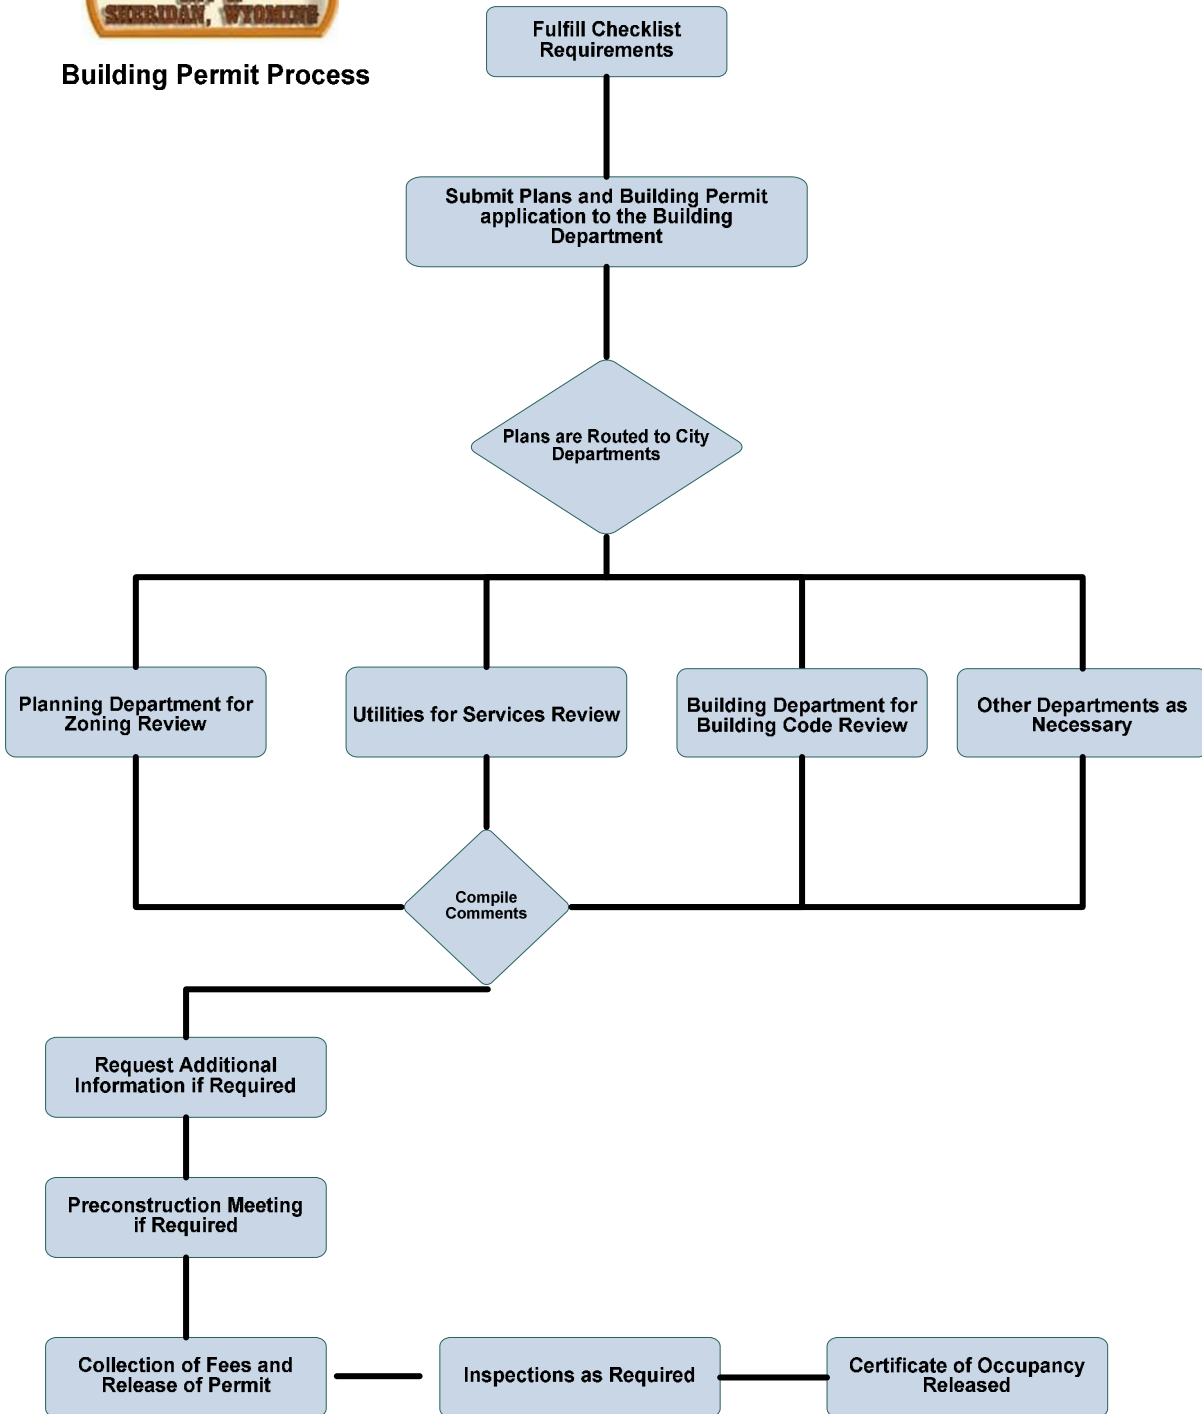 SHERIDAN, WYOMING
Building Permit Process
Fulfill Checklist
Requirements
Submit Plans and Building Permit
application to the Building
Department
Plans are Routed to City
Departments
Planning Department for
Zoning Review
Utilities for Services Review
Building Department for
Building Code Review
Other Departments as
Necessary
Compile
Comments
Request Additional
Information if Required
Preconstruction Meeting
if Required
Collection of Fees and
Release of Permit
Inspections as Required
Certificate of Occupancy
Released